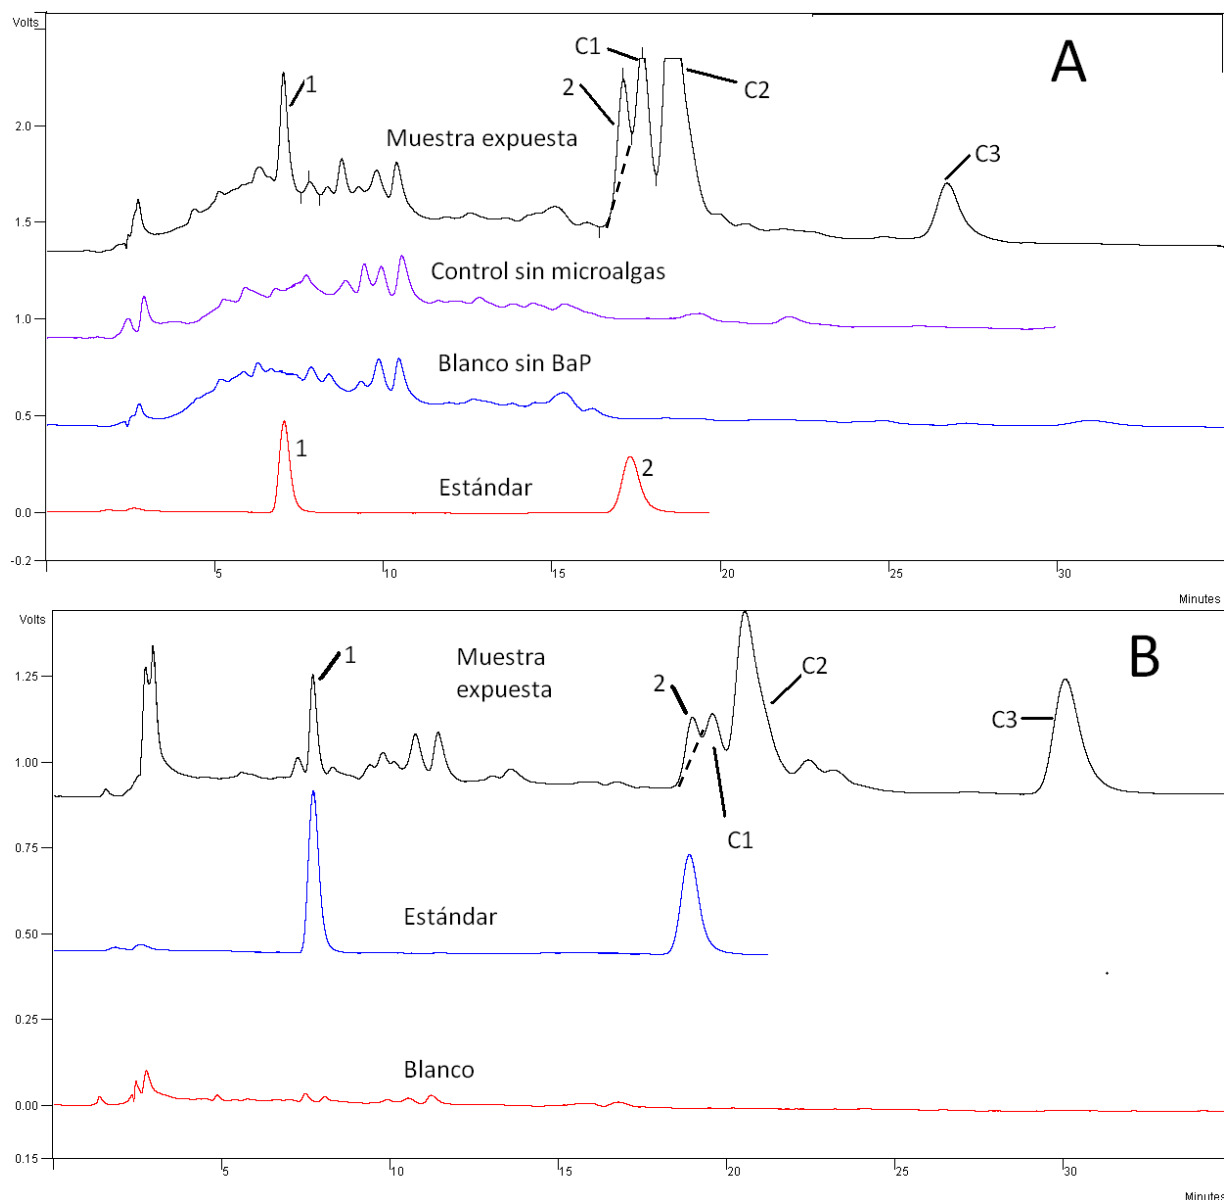 Volts
A
C1
2
C2
1
2.0
Muestra expuesta
C3
1.5
Control sin microalgas
1.0
Blanco sin BaP
0.5
1
2
Estándar
0.0
-0.2
5
10
15
20
25
30
Minutes
Volts
B
1
Muestra
expuesta
2
C2
1.25
C3
1.00
C1
0.75
Estándar
0.50
0.25
Blanco
0.00
0.15
5
10
15
20
25
30
Minutes